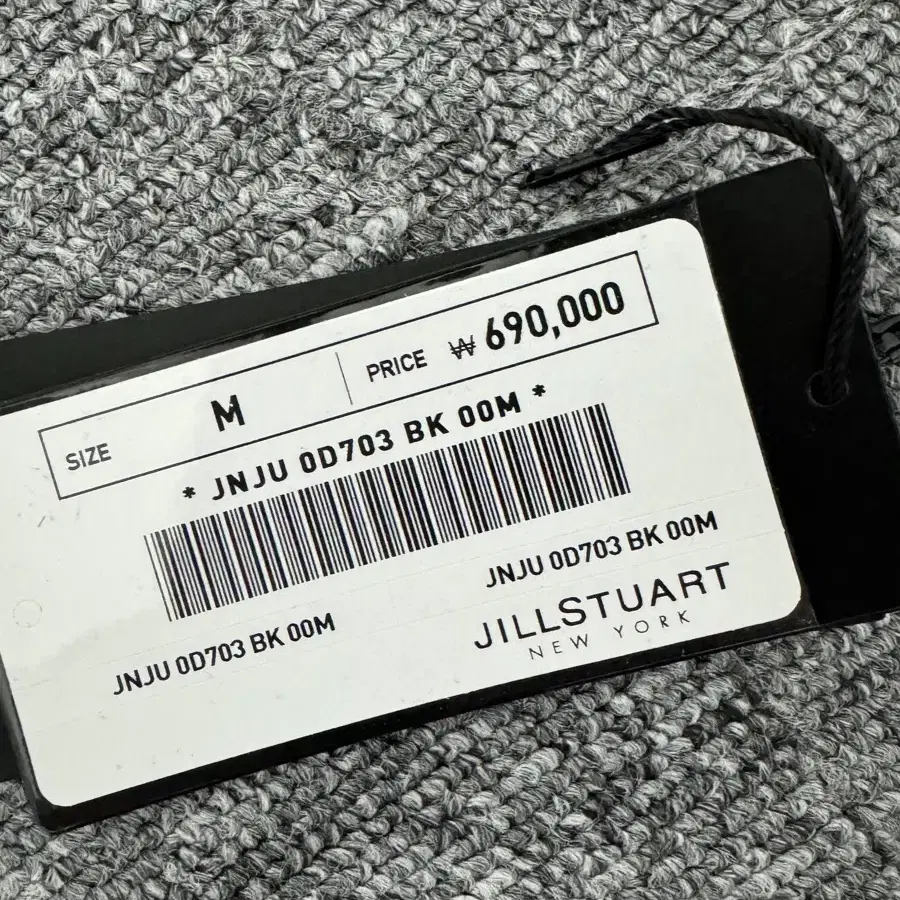 SIZE M PRICE ₩ 690,000
* JNJU 0D703 BK 00M *
JNJU 0D703 BK 00M
JNJU 0D703 BK 00M
JILLSTUART
NEW YORK